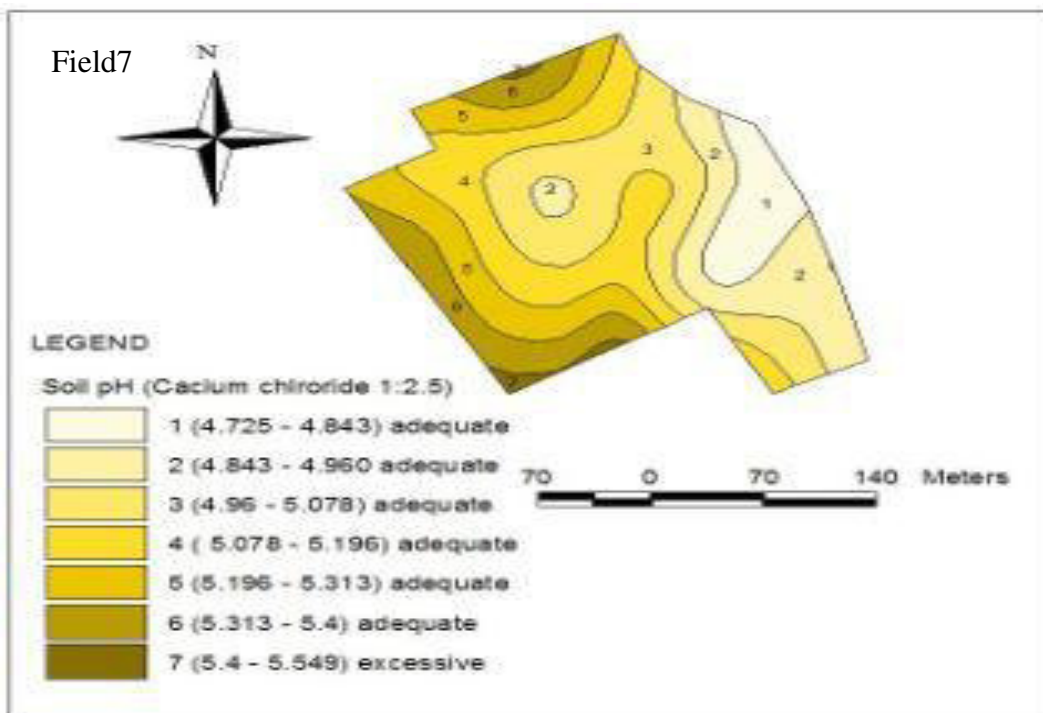 Field7
N
7
6
5
3
2
4
2
1
5
2
6
7
LEGEND
Soil pH (Cacium chlroride 1:2.5)
1 (4.725 - 4.843) adequate
2 (4.843 - 4.960 adequate
3 (4.96 - 5.078) adequate
4 ( 5.078 - 5.196) adequate
5 (5.196 - 5.313) adequate
6 (5.313 - 5.4) adequate
7 (5.4 - 5.549) excessive
70 0 70 140 Meters